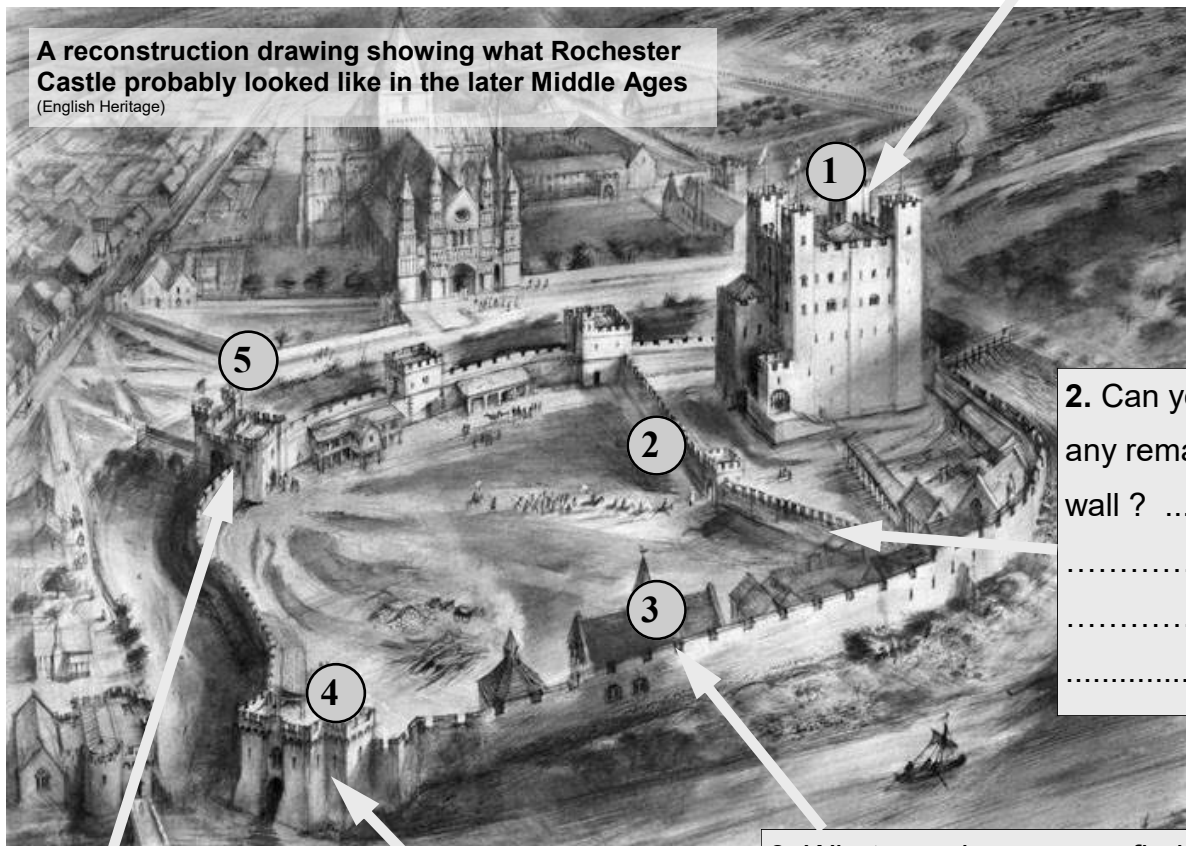 A reconstruction drawing showing what Rochester
Castle probably looked like in the later Middle Ages
(English Heritage)
1
5
2. Can yo
any rema
wall ? ...
2
3
4